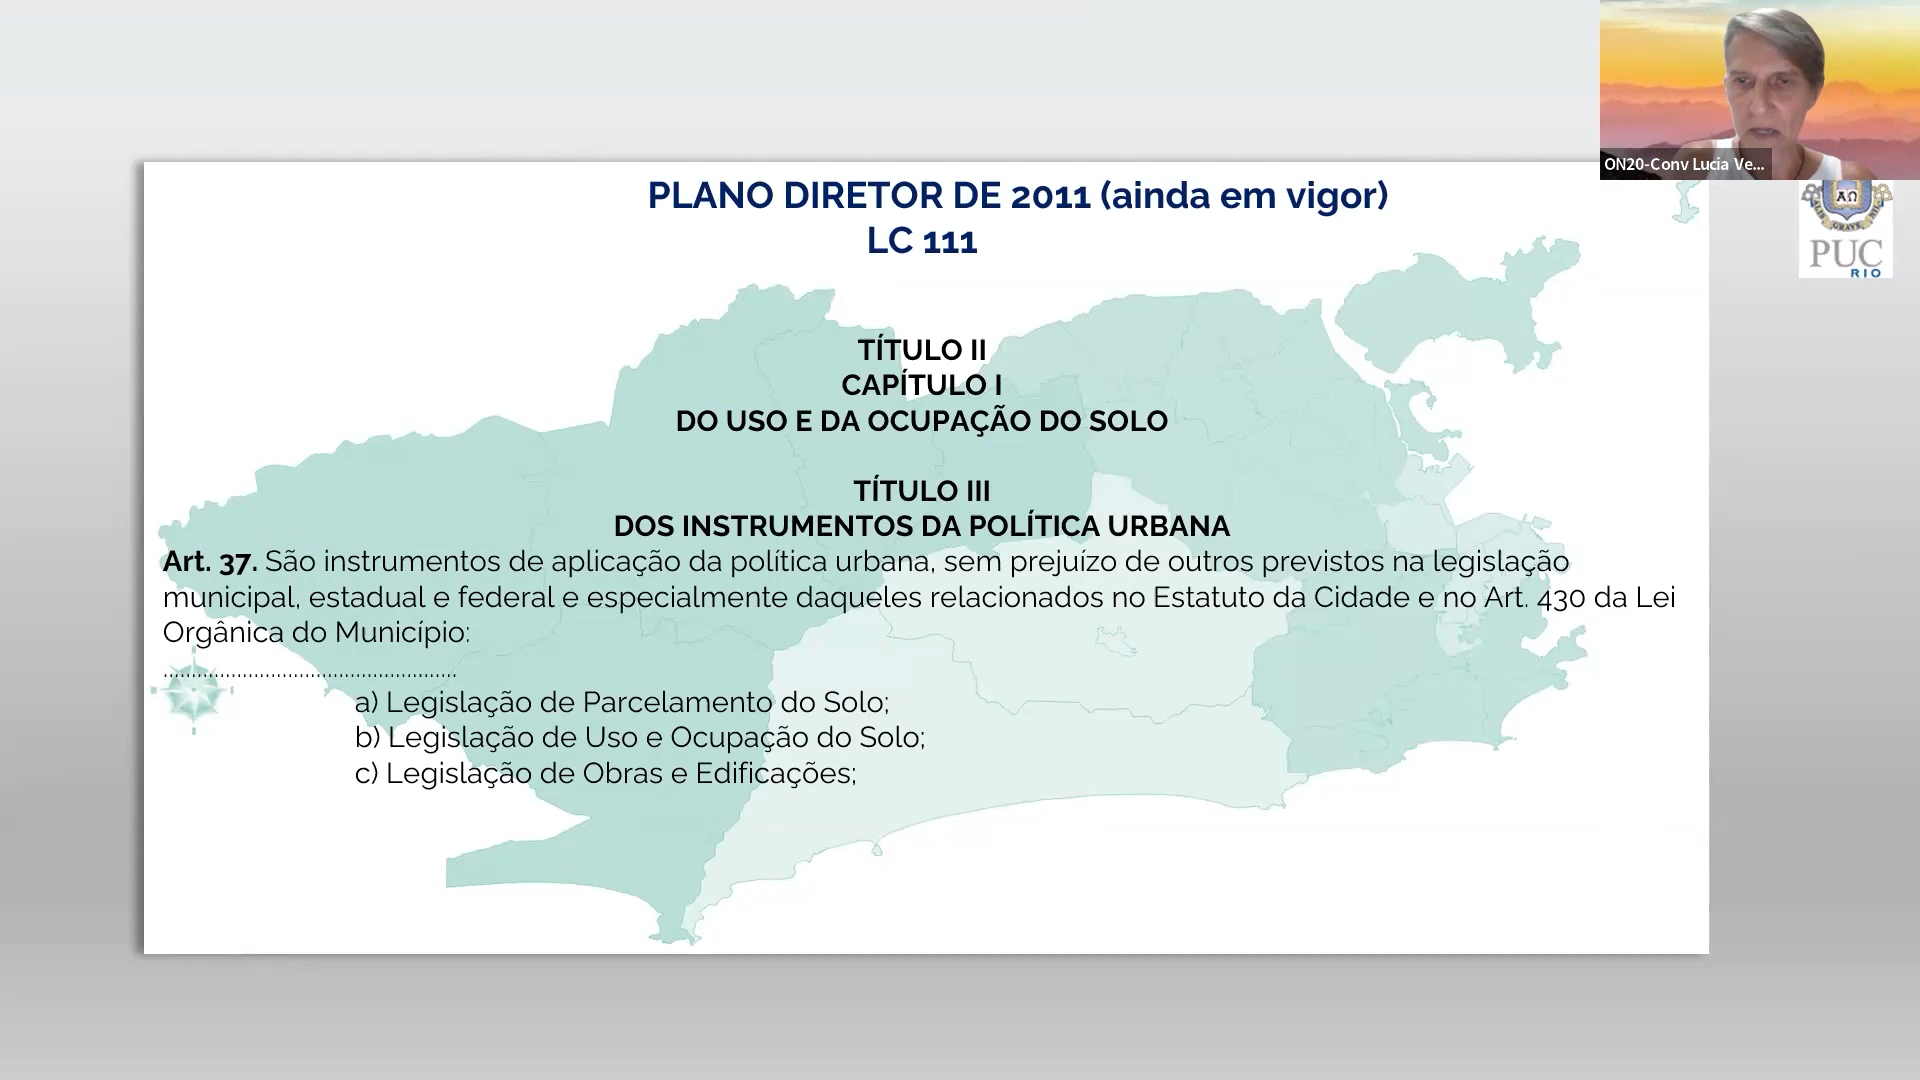 ON20-Conv Lucia Ve...
PLANO DIRETOR DE 2011 (ainda em vigor)
LC 111
ΑΩ
PUC
RIO
TÍTULO II
CAPÍTULO I
DO USO E DA OCUPAÇÃO DO SOLO
TÍTULO III
DOS INSTRUMENTOS DA POLÍTICA URBANA
Art. 37. São instrumentos de aplicação da política urbana, sem prejuízo de outros previstos na legislação
municipal, estadual e federal e especialmente daqueles relacionados no Estatuto da Cidade e no Art. 430 da Lei
Orgânica do Município:
....................................................
a) Legislação de Parcelamento do Solo;
b) Legislação de Uso e Ocupação do Solo;
c) Legislação de Obras e Edificações;